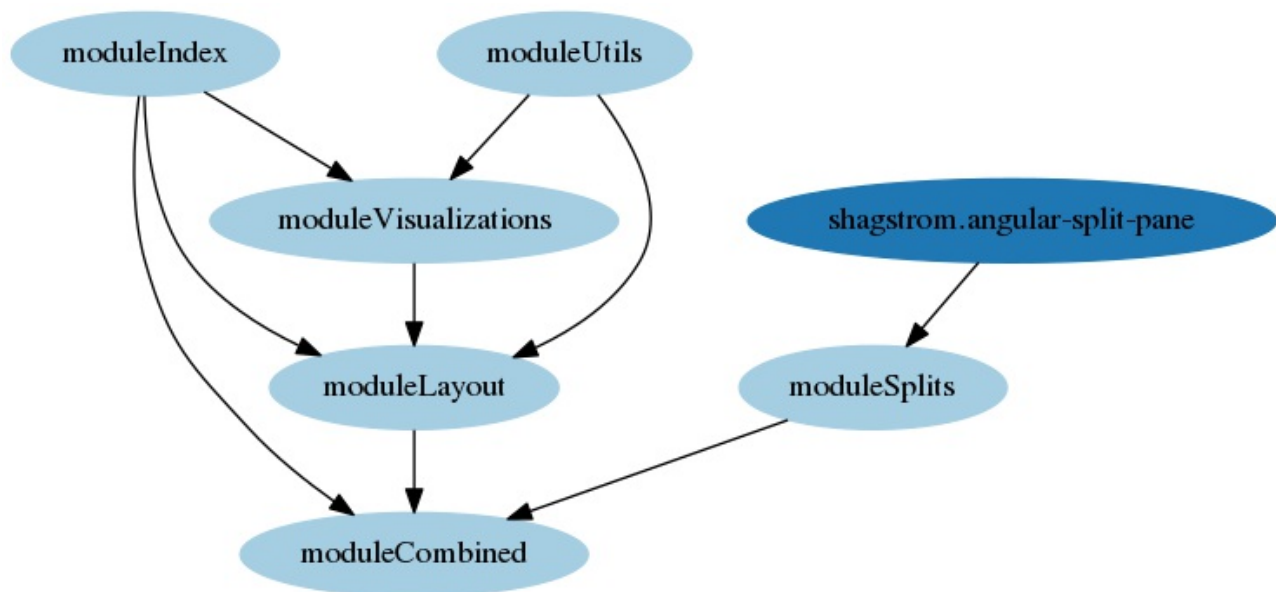 moduleIndex
moduleUtils
moduleVisualizations
shagstrom.angular-split-pane
moduleLayout
moduleSplits
moduleCombined